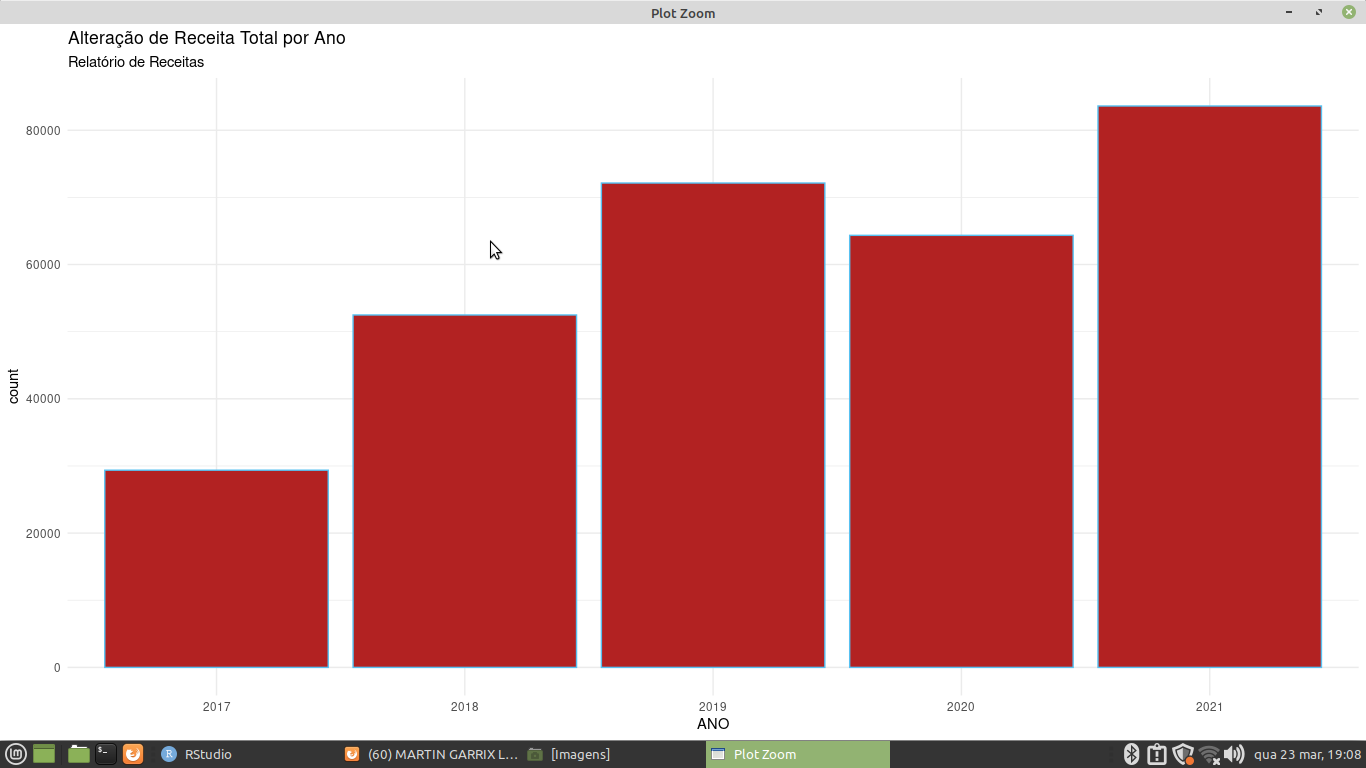 Plot Zoom
Alteração de Receita Total por Ano
Relatório de Receitas
80000
60000
40000
20000
0
count
2017 2018 2019 2020 2021
ANO
RStudio (60) MARTIN GARRIX L... [Imagens] Plot Zoom qua 23 mar, 19:08